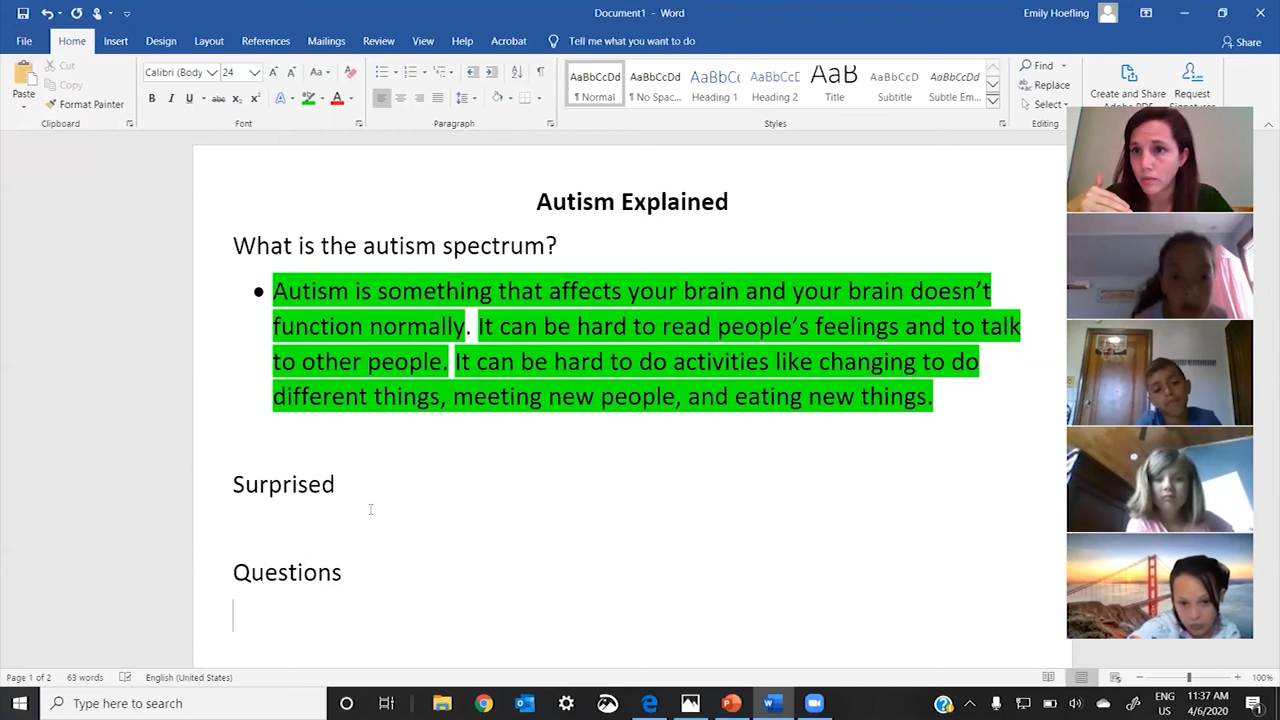 Document1 - Word
Emily Hoefling
File Home Insert Design Layout References Mailings Review View Help Acrobat Tell me what you want to do Share
Cut
Copy
Format Painter
Paste
Calibri (Body 24
AaBbCcDd AaBbCcDd AaBbCc AaBbCcE AaB AaBbCcDd AaBbCcDd
¶ Normal ¶ No Spac... Heading 1 Heading 2 Title Subtitle Subtle Em...
Find
Replace
Select
Create and Share Request
Adobe PDF Signatures
Clipboard Font Paragraph Styles Editing
Autism Explained
What is the autism spectrum?
• Autism is something that affects your brain and your brain doesn’t
function normally. It can be hard to read people’s feelings and to talk
to other people. It can be hard to do activities like changing to do
different things, meeting new people, and eating new things.
Surprised
Questions
Page 1 of 2 63 words English (United States) 100%
Type here to search
ENG
US
11:37 AM
4/6/2020